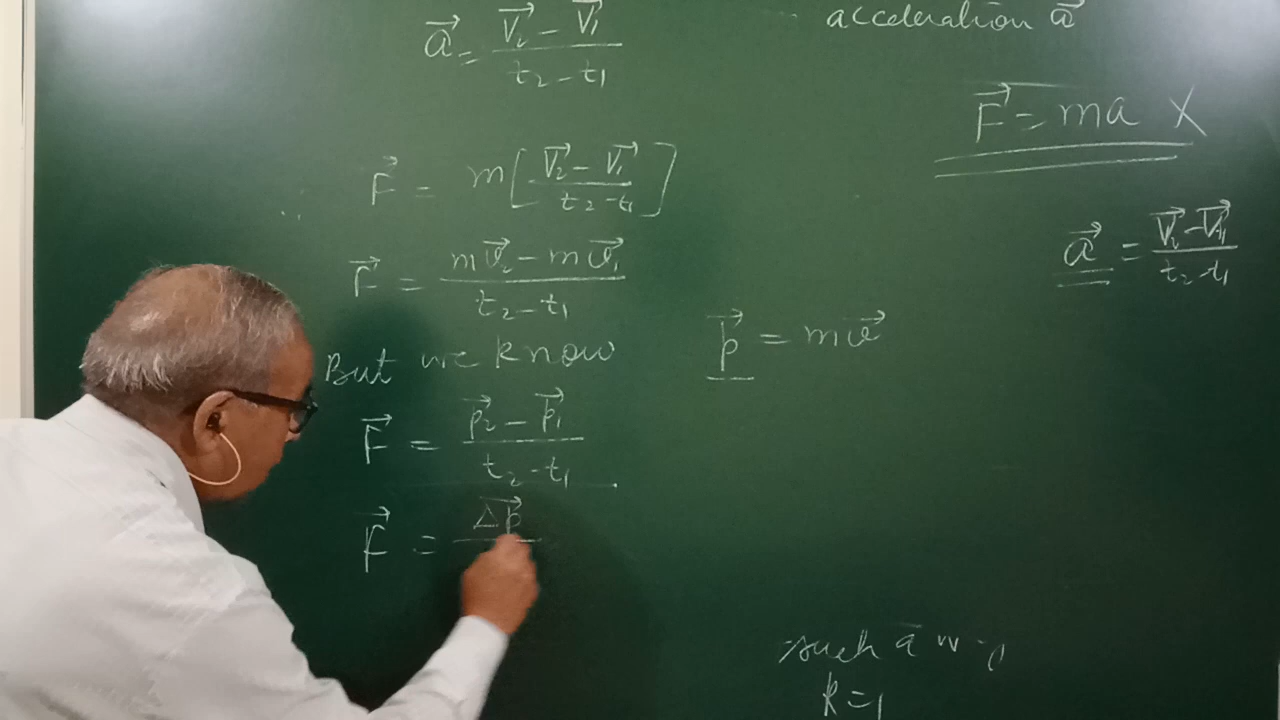 a⃗ = (V⃗₂ - V⃗₁) / (t₂ - t₁)
acceleration a⃗
F⃗ = ma X
∴ F⃗ = m[(V⃗₂ - V⃗₁) / (t₂ - t₁)]
a⃗ = (V⃗₂ - V⃗₁) / (t₂ - t₁)
F⃗ = (mv⃗₂ - mv⃗₁) / (t₂ - t₁)
But we know
p⃗ = mv⃗
F⃗ = (p⃗₂ - p⃗₁) / (t₂ - t₁)
F⃗ = Δp⃗
such a
k = 1